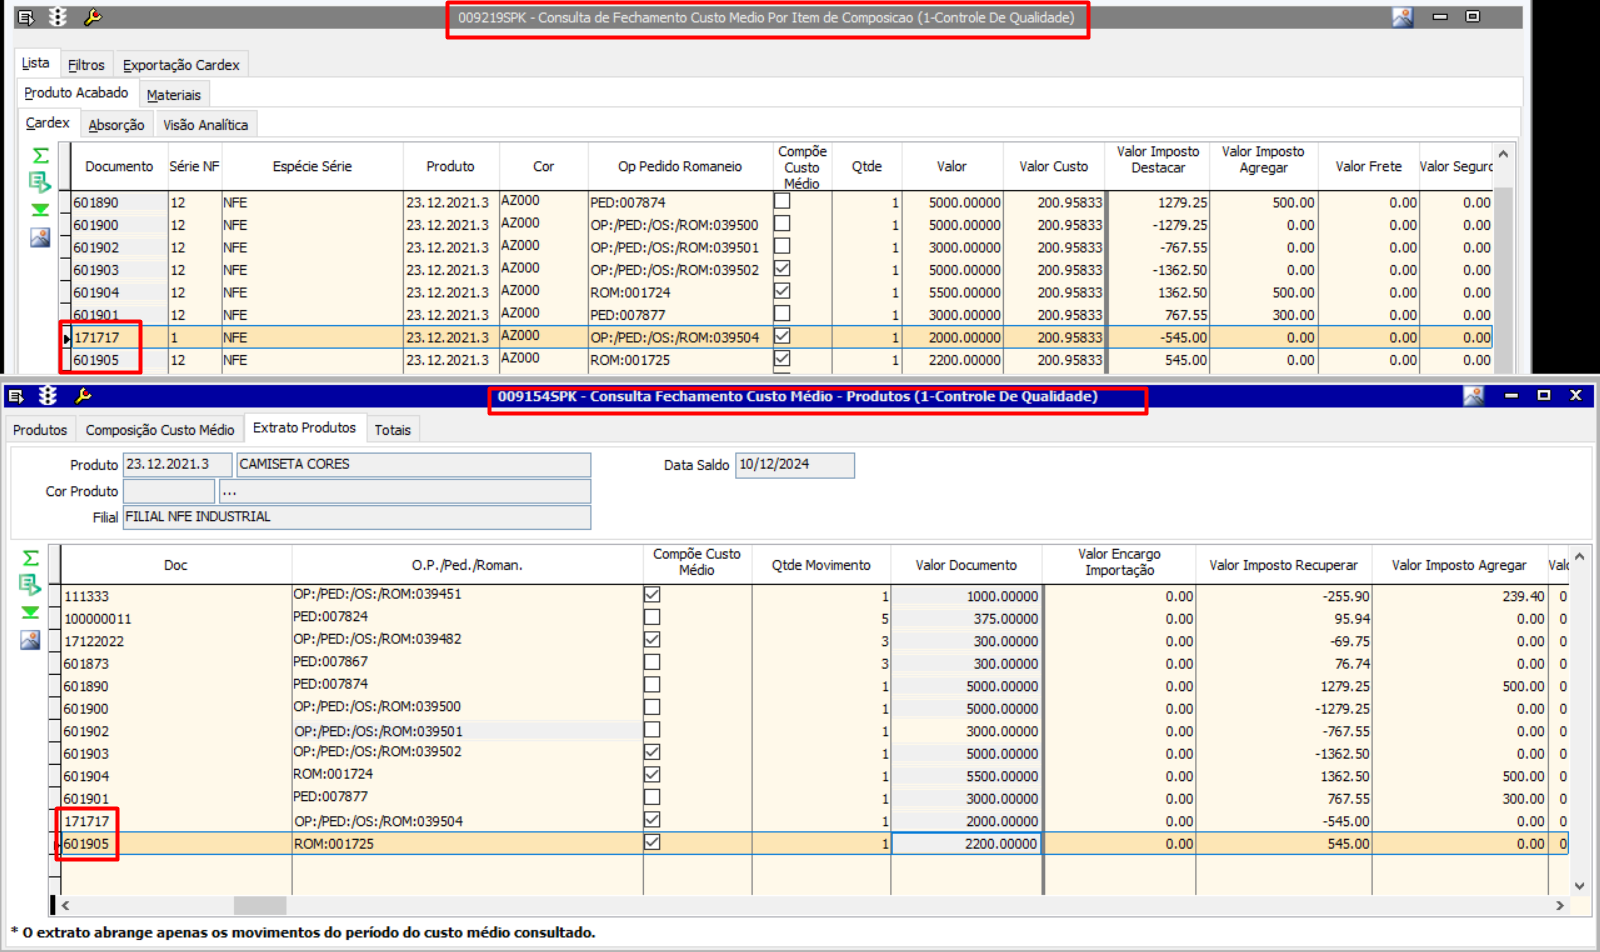 009219SPK - Consulta de Fechamento Custo Medio Por Item de Composicao (1-Controle De Qualidade)
Lista Filtros Exportação Cardex
Produto Acabado Materiais
Cardex Absorção Visão Analítica
Documento Série NF Espécie Série Produto Cor Op Pedido Romaneio Compõe Custo Médio Qtde Valor Valor Custo Valor Imposto Destacar Valor Imposto Agregar Valor Frete Valor Seguro
601890 12 NFE 23.12.2021.3 AZ000 PED:007874 1 5000.00000 200.95833 1279.25 500.00 0.00 0.00
601900 12 NFE 23.12.2021.3 AZ000 OP:/PED:/OS:/ROM:039500 1 5000.00000 200.95833 -1279.25 0.00 0.00 0.00
601902 12 NFE 23.12.2021.3 AZ000 OP:/PED:/OS:/ROM:039501 1 3000.00000 200.95833 -767.55 0.00 0.00 0.00
601903 12 NFE 23.12.2021.3 AZ000 OP:/PED:/OS:/ROM:039502 1 5000.00000 200.95833 -1362.50 0.00 0.00 0.00
601904 12 NFE 23.12.2021.3 AZ000 ROM:001724 1 5500.00000 200.95833 1362.50 500.00 0.00 0.00
601901 12 NFE 23.12.2021.3 AZ000 PED:007877 1 3000.00000 200.95833 767.55 300.00 0.00 0.00
171717 1 NFE 23.12.2021.3 AZ000 OP:/PED:/OS:/ROM:039504 1 2000.00000 200.95833 -545.00 0.00 0.00 0.00
601905 12 NFE 23.12.2021.3 AZ000 ROM:001725 1 2200.00000 200.95833 545.00 0.00 0.00 0.00
009154SPK - Consulta Fechamento Custo Médio - Produtos (1-Controle De Qualidade)
Produtos Composição Custo Médio Extrato Produtos Totais
Produto 23.12.2021.3 CAMISETA CORES Data Saldo 10/12/2024
Cor Produto ...
Filial FILIAL NFE INDUSTRIAL
Doc O.P./Ped./Roman. Compõe Custo Médio Qtde Movimento Valor Documento Valor Encargo Importação Valor Imposto Recuperar Valor Imposto Agregar Valo
111333 OP:/PED:/OS:/ROM:039451 1 1000.00000 0.00 -255.90 239.40 0
100000011 PED:007824 5 375.00000 0.00 95.94 0.00 0
17122022 OP:/PED:/OS:/ROM:039482 3 300.00000 0.00 -69.75 0.00 0
601873 PED:007867 3 300.00000 0.00 76.74 0.00 0
601890 PED:007874 1 5000.00000 0.00 1279.25 500.00 0
601900 OP:/PED:/OS:/ROM:039500 1 5000.00000 0.00 -1279.25 0.00 0
601902 OP:/PED:/OS:/ROM:039501 1 3000.00000 0.00 -767.55 0.00 0
601903 OP:/PED:/OS:/ROM:039502 1 5000.00000 0.00 -1362.50 0.00 0
601904 ROM:001724 1 5500.00000 0.00 1362.50 500.00 0
601901 PED:007877 1 3000.00000 0.00 767.55 300.00 0
171717 OP:/PED:/OS:/ROM:039504 1 2000.00000 0.00 -545.00 0.00 0
601905 ROM:001725 1 2200.00000 0.00 545.00 0.00 0
* O extrato abrange apenas os movimentos do período do custo médio consultado.